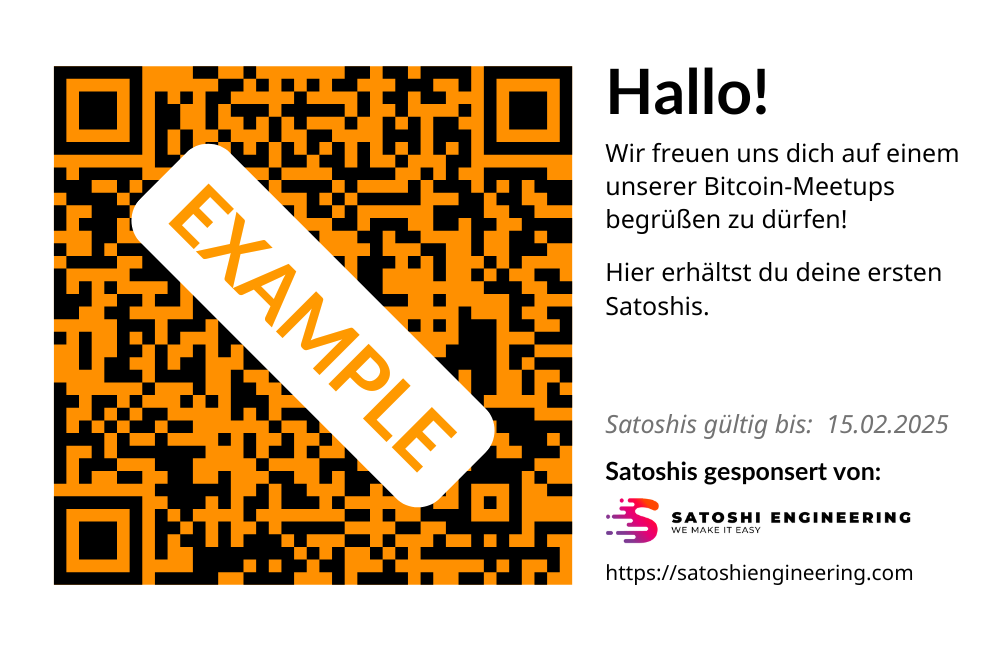 EXAMPLE
Hallo!
Wir freuen uns dich auf einem
unserer Bitcoin-Meetups
begrüßen zu dürfen!
Hier erhältst du deine ersten
Satoshis.
Satoshis gültig bis: 15.02.2025
Satoshis gesponsert von:
SATOSHI ENGINEERING
WE MAKE IT EASY
https://satoshiengineering.com